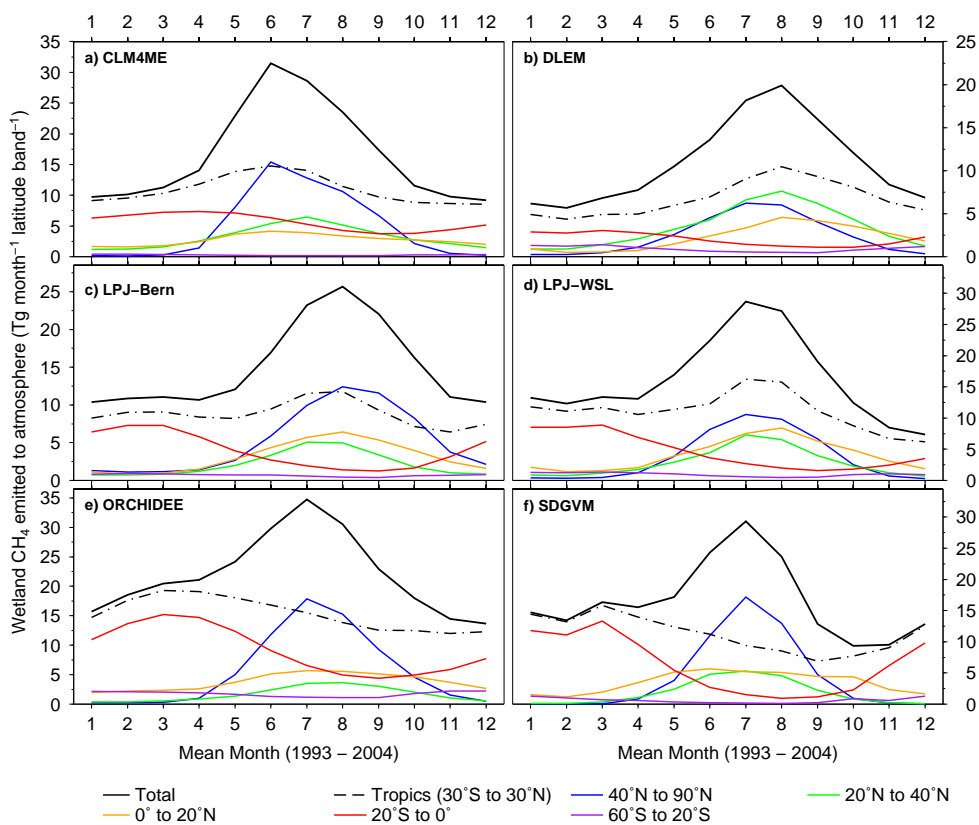 1 2 3 4 5 6 7 8 9 10 11 12
1 2 3 4 5 6 7 8 9 10 11 12
Wetland CH4 emitted to atmosphere (Tg month−1 latitude band−1)
a) CLM4ME
35
30
25
20
15
10
5
0
b) DLEM
25
20
15
10
5
0
c) LPJ−Bern
25
20
15
10
5
0
d) LPJ−WSL
30
25
20
15
10
5
0
e) ORCHIDEE
35
30
25
20
15
10
5
0
f) SDGVM
30
25
20
15
10
5
0
1 2 3 4 5 6 7 8 9 10 11 12
1 2 3 4 5 6 7 8 9 10 11 12
Mean Month (1993 − 2004)
Mean Month (1993 − 2004)
Total
Tropics (30˚S to 30˚N)
40˚N to 90˚N
20˚N to 40˚N
0˚ to 20˚N
20˚S to 0˚
60˚S to 20˚S